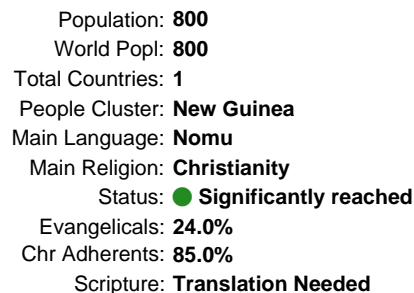 Population: 800
World Popl: 800
Total Countries: 1
People Cluster: New Guinea
Main Language: Nomu
Main Religion: Christianity
Status: Significantly reached
Evangelicals: 24.0%
Chr Adherents: 85.0%
Scripture: Translation Needed